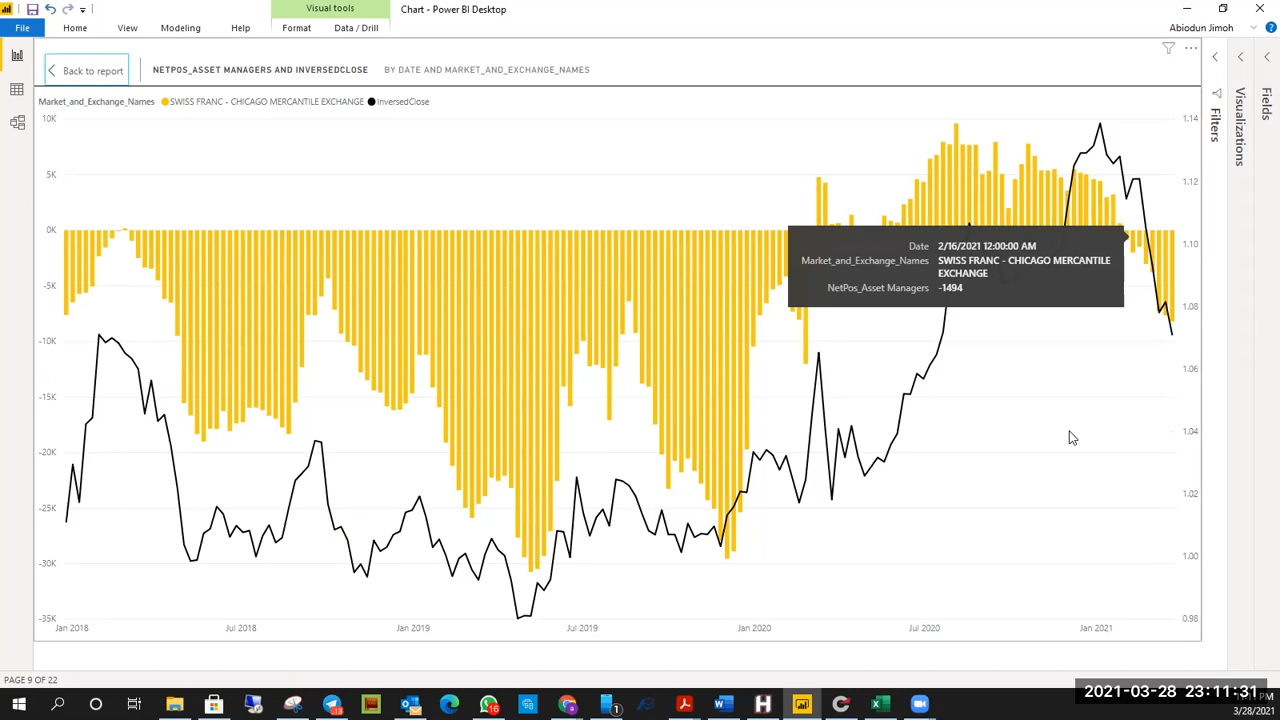 Visual tools
Chart - Power BI Desktop
File
Home
View
Modeling
Help
Format
Data / Drill
Abiodun Jimoh
Back to report
NETPOS_ASSET MANAGERS AND INVERSEDCLOSE
BY DATE AND MARKET_AND_EXCHANGE_NAMES
Market_and_Exchange_Names
SWISS FRANC - CHICAGO MERCANTILE EXCHANGE
InversedClose
10K
5K
0K
-5K
-10K
-15K
-20K
-25K
-30K
-35K
1.14
1.12
1.10
1.08
1.06
1.04
1.02
1.00
0.98
Date 2/16/2021 12:00:00 AM
Market_and_Exchange_Names SWISS FRANC - CHICAGO MERCANTILE
EXCHANGE
NetPos_Asset Managers -1494
Jan 2018
Jul 2018
Jan 2019
Jul 2019
Jan 2020
Jul 2020
Jan 2021
Filters
Visualizations
Fields
PAGE 9 OF 22
16
1
2021-03-28 23:11:31
3/28/2021